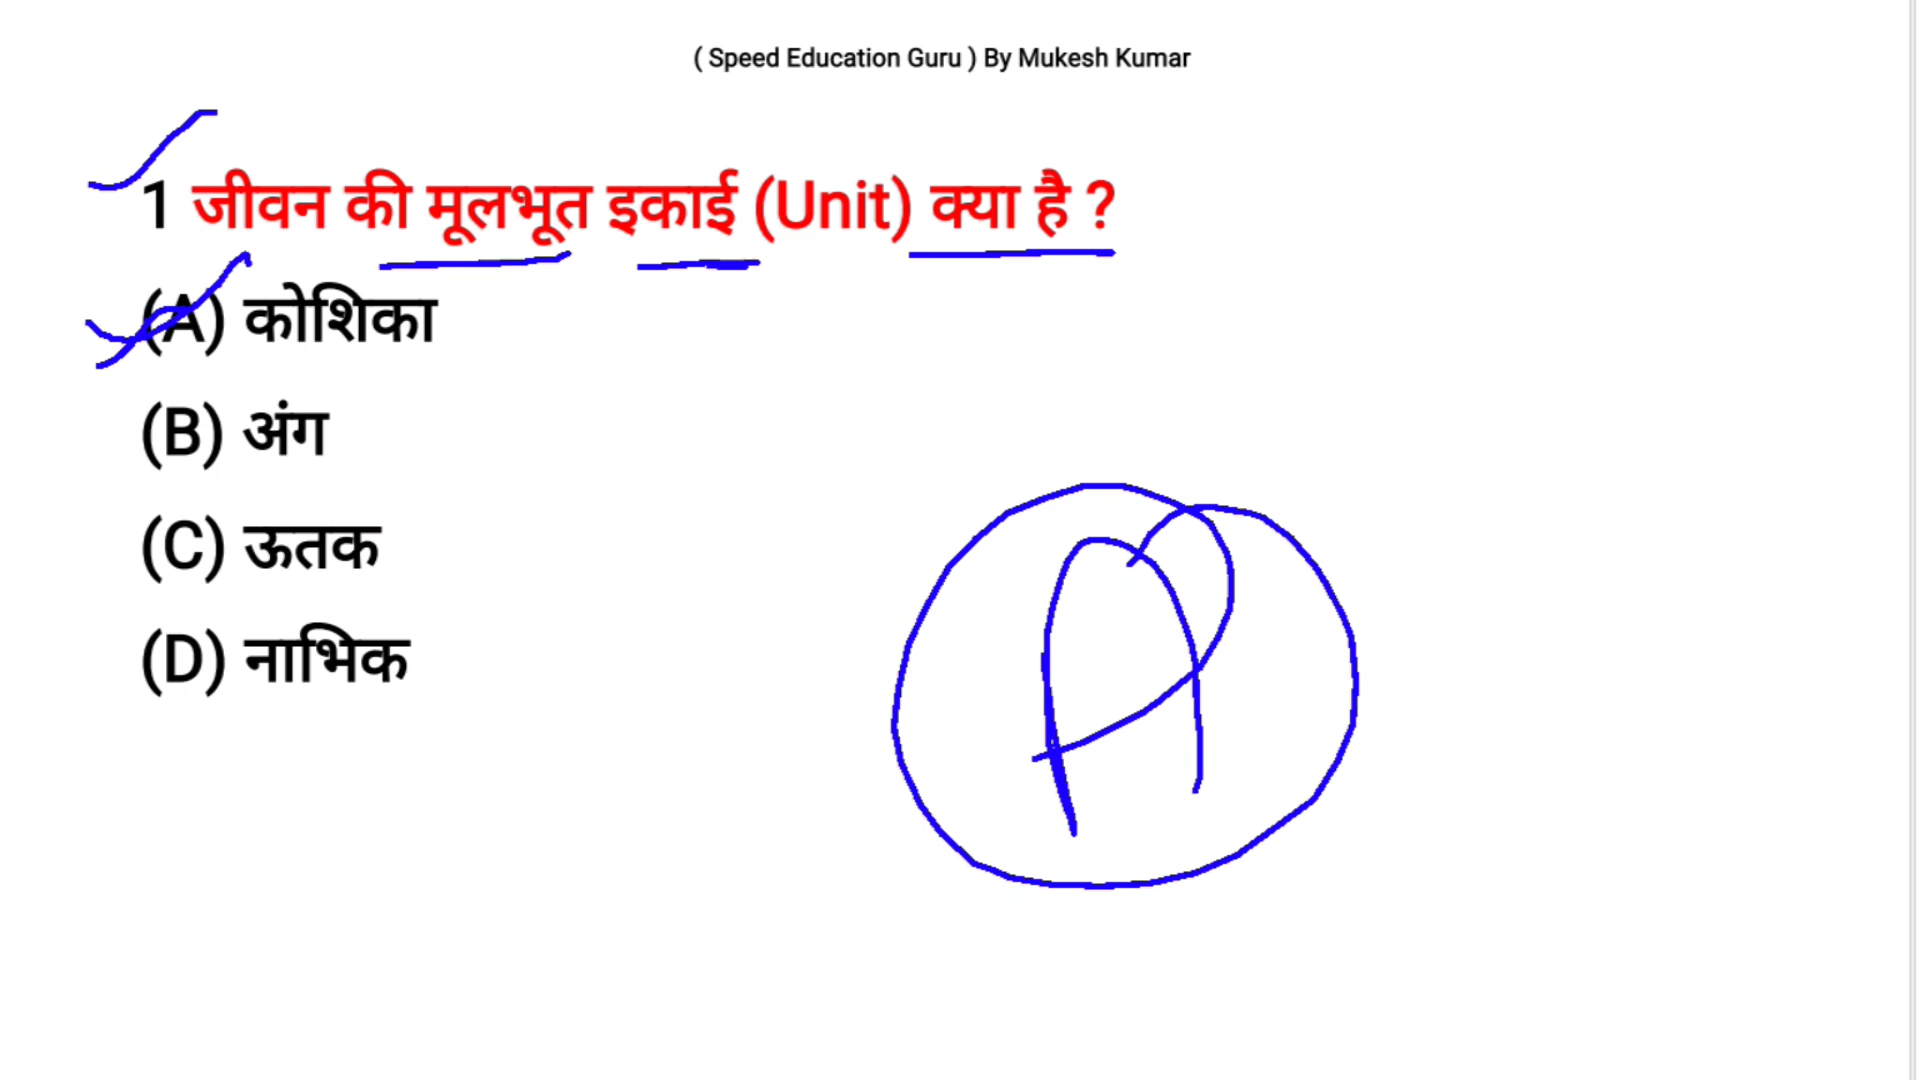 ( Speed Education Guru ) By Mukesh Kumar
1 जीवन की मूलभूत इकाई (Unit) क्या है ?
(A) कोशिका
(B) अंग
(C) ऊतक
(D) नाभिक
A